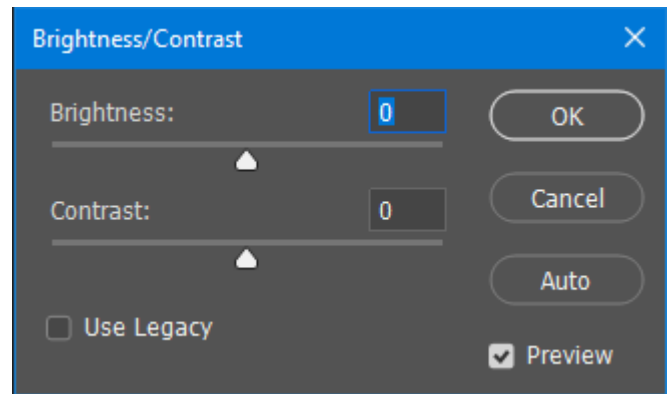 Brightness/Contrast
Brightness: 0
OK
Contrast: 0
Cancel
Auto
Use Legacy
Preview